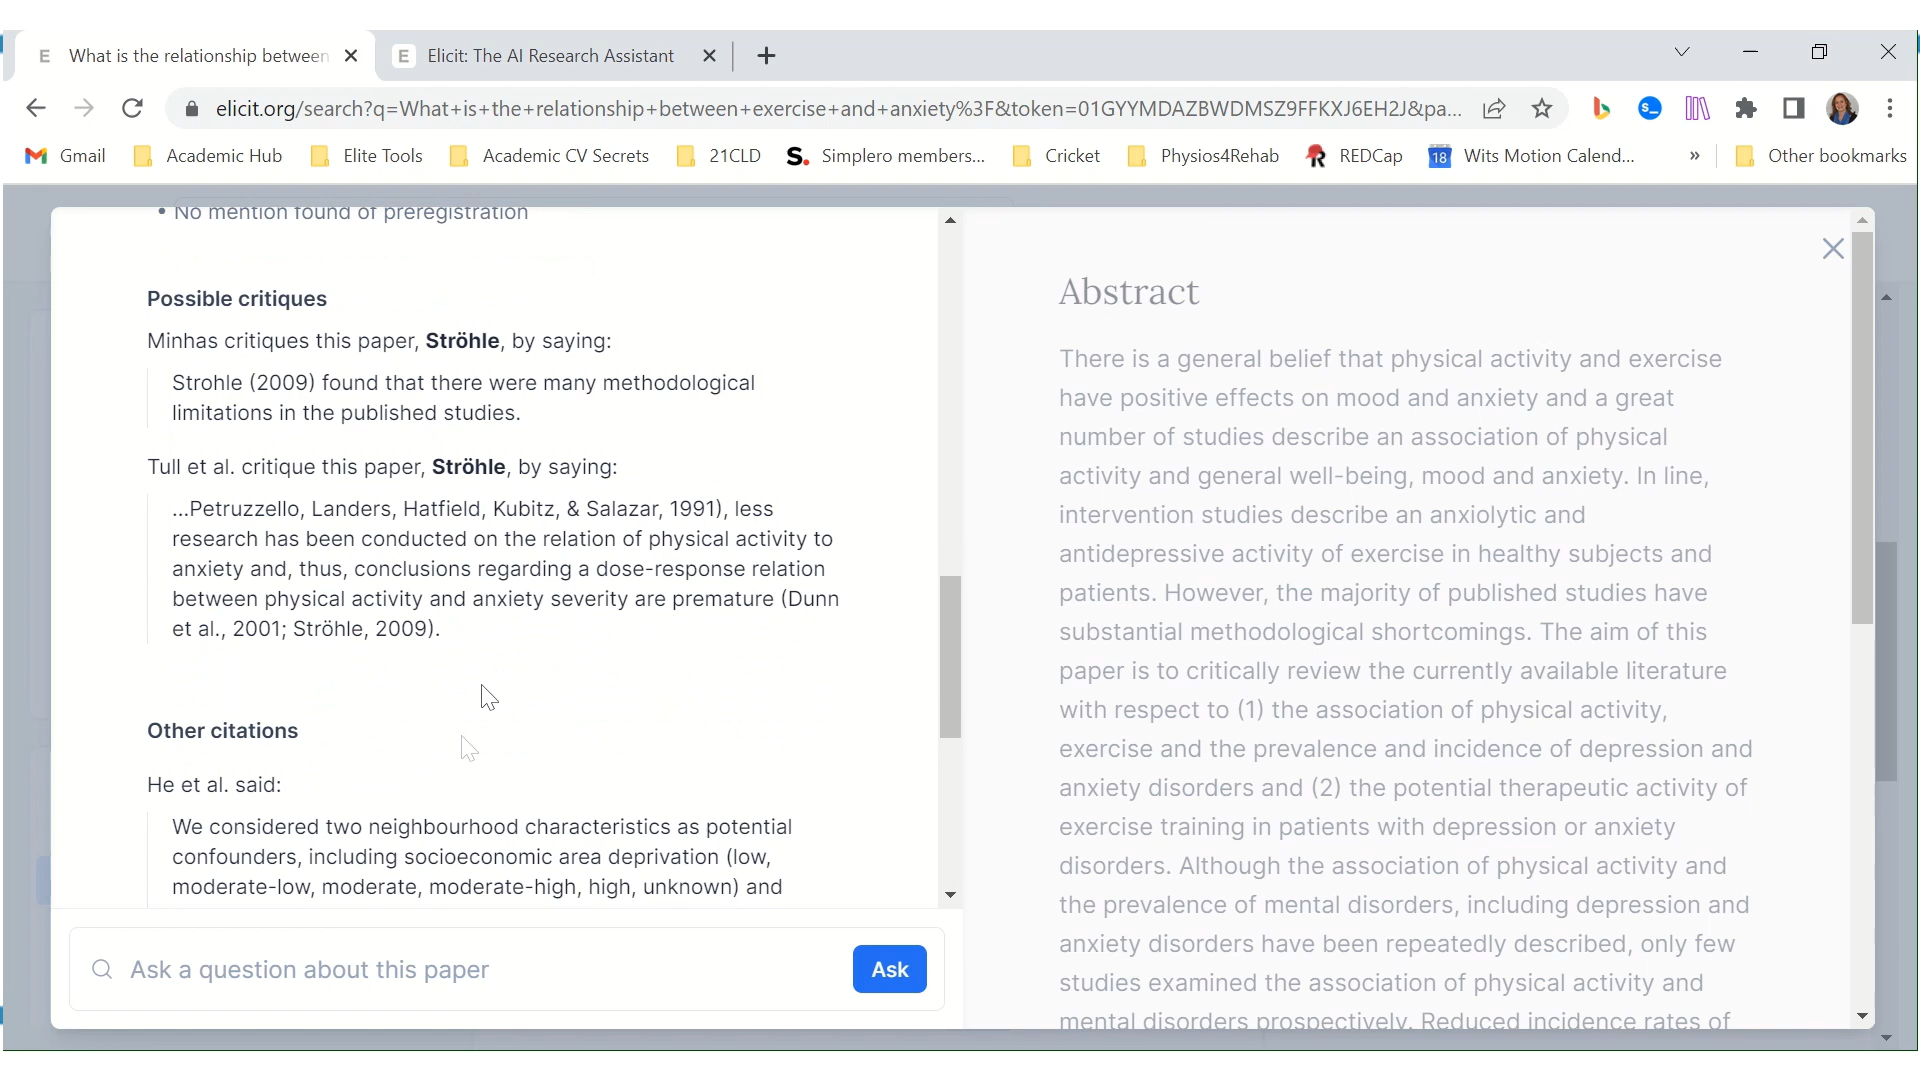 E What is the relationship between
E Elicit: The AI Research Assistant
elicit.org/search?q=What+is+the+relationship+between+exercise+and+anxiety%3F&token=01GYYMDAZBWDMSZ9FFKXJ6EH2J&pa...
Gmail Academic Hub Elite Tools Academic CV Secrets 21CLD S. Simplero members... Cricket Physios4Rehab REDCap 18 Wits Motion Calend... » Other bookmarks
• No mention found of preregistration
Possible critiques
Minhas critiques this paper, Ströhle, by saying:
Strohle (2009) found that there were many methodological
limitations in the published studies.
Tull et al. critique this paper, Ströhle, by saying:
...Petruzzello, Landers, Hatfield, Kubitz, & Salazar, 1991), less
research has been conducted on the relation of physical activity to
anxiety and, thus, conclusions regarding a dose-response relation
between physical activity and anxiety severity are premature (Dunn
et al., 2001; Ströhle, 2009).
Other citations
He et al. said:
We considered two neighbourhood characteristics as potential
confounders, including socioeconomic area deprivation (low,
moderate-low, moderate, moderate-high, high, unknown) and
Ask a question about this paper
Ask
Abstract
There is a general belief that physical activity and exercise
have positive effects on mood and anxiety and a great
number of studies describe an association of physical
activity and general well-being, mood and anxiety. In line,
intervention studies describe an anxiolytic and
antidepressive activity of exercise in healthy subjects and
patients. However, the majority of published studies have
substantial methodological shortcomings. The aim of this
paper is to critically review the currently available literature
with respect to (1) the association of physical activity,
exercise and the prevalence and incidence of depression and
anxiety disorders and (2) the potential therapeutic activity of
exercise training in patients with depression or anxiety
disorders. Although the association of physical activity and
the prevalence of mental disorders, including depression and
anxiety disorders have been repeatedly described, only few
studies examined the association of physical activity and
mental disorders prospectively. Reduced incidence rates of